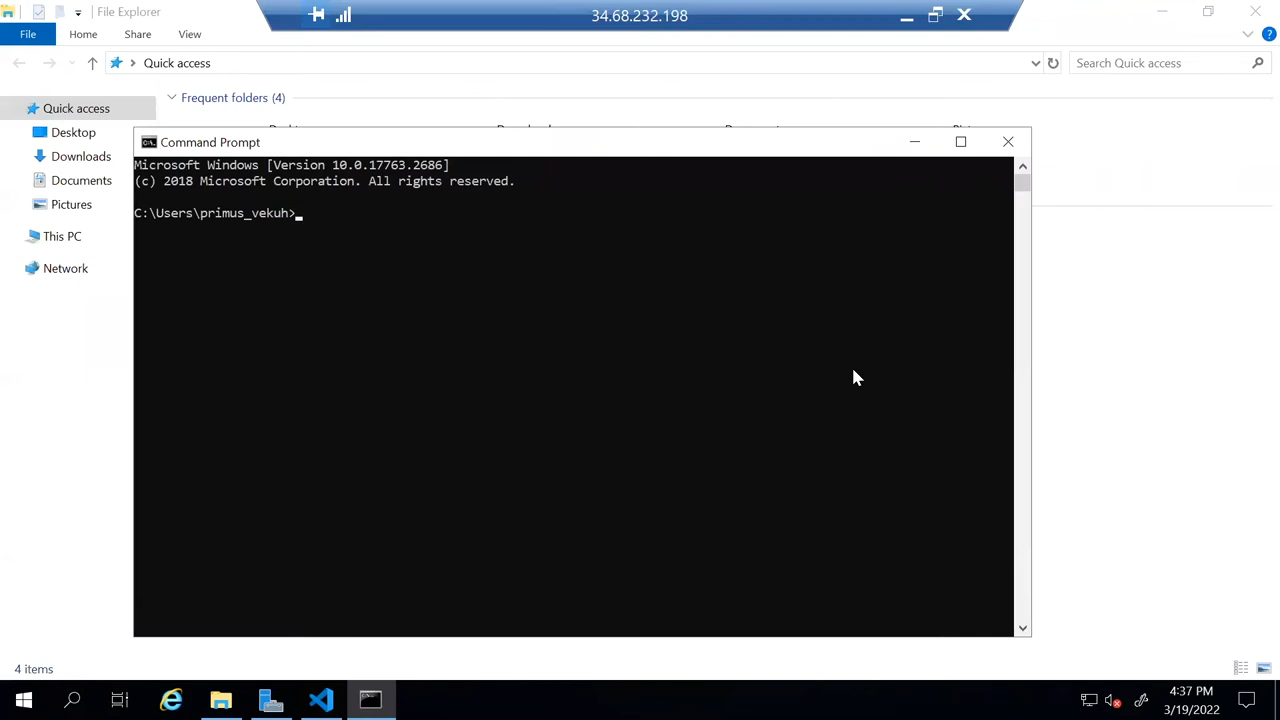 File Explorer
34.68.232.198
File
Home
Share
View
Quick access
Search Quick access
Frequent folders (4)
Quick access
Desktop
Downloads
Documents
Pictures
This PC
Network
Command Prompt
Microsoft Windows [Version 10.0.17763.2686]
(c) 2018 Microsoft Corporation. All rights reserved.
C:\Users\primus_vekuh>
4 items
4:37 PM
3/19/2022